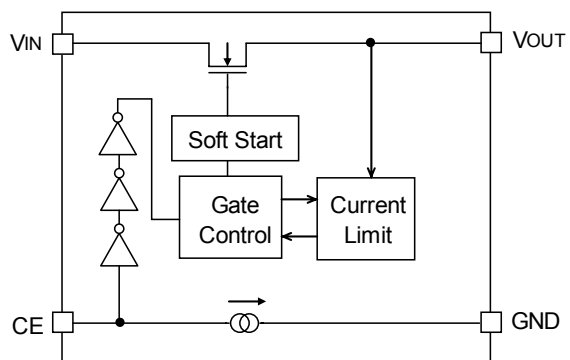 VIN
VOUT
Soft Start
Gate
Control
Current
Limit
CE
GND